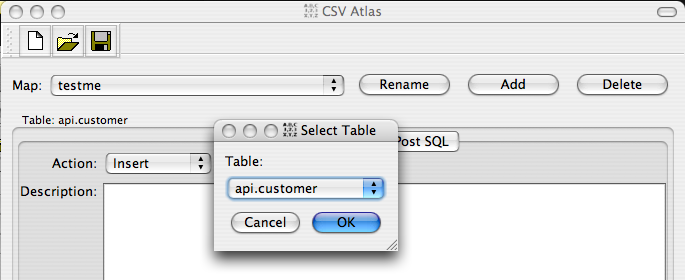 CSV Atlas
Map: testme Rename Add Delete
Table: api.customer
Select Table
Post SQL
Action: Insert
Table:
Description:
api.customer
Cancel OK